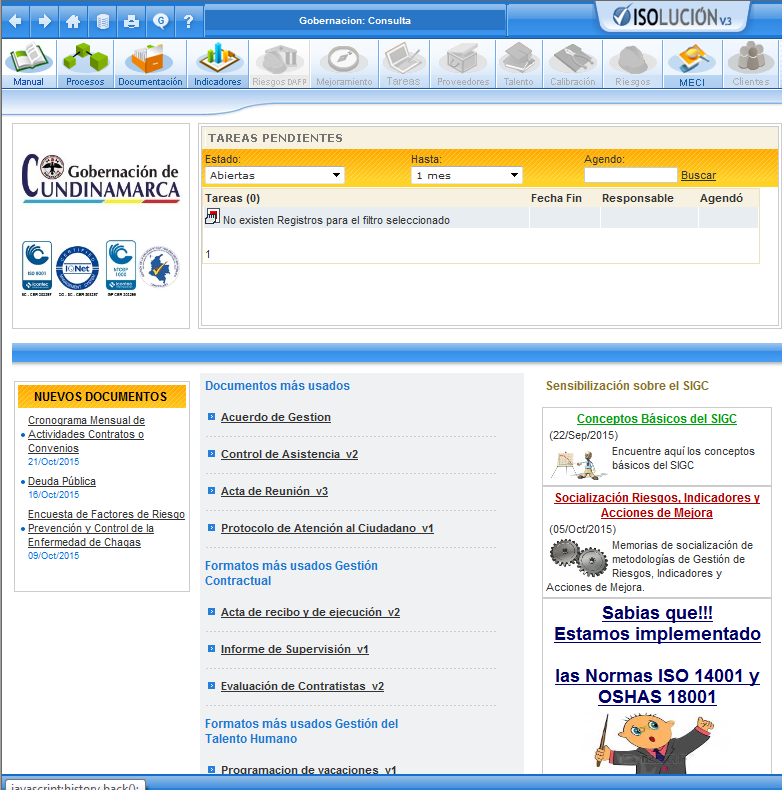 Gobernacion: Consulta
ISOLUCIÓN V.3
G
?
Manual
Procesos
Documentación
Indicadores
Riesgos DAFP
Mejoramiento
Tareas
Proveedores
Talento
Calibración
Riesgos
MECI
Clientes
Gobernación de
CUNDINAMARCA
ISO 9001
icontec
CERTIFIED
IQNet
NTCGP
1000
icontec
TAREAS PENDIENTES
Estado:
Hasta:
Agendo:
Abiertas
1 mes
Buscar
Tareas (0)
Fecha Fin
Responsable
Agendó
No existen Registros para el filtro seleccionado
1
NUEVOS DOCUMENTOS
Cronograma Mensual de
Actividades Contratos o
Convenios
21/Oct/2015
Deuda Pública
16/Oct/2015
Encuesta de Factores de Riesgo
Prevención y Control de la
Enfermedad de Chagas
09/Oct/2015
Documentos más usados
Acuerdo de Gestion
Control de Asistencia v2
Acta de Reunión v3
Protocolo de Atención al Ciudadano v1
Formatos más usados Gestión
Contractual
Acta de recibo y de ejecución v2
Informe de Supervisión v1
Evaluación de Contratistas v2
Formatos más usados Gestión del
Talento Humano
Programacion de vacaciones v1
Sensibilización sobre el SIGC
Conceptos Básicos del SIGC
(22/Sep/2015)
Encuentre aquí los conceptos
básicos del SIGC
Socialización Riesgos, Indicadores y
Acciones de Mejora
(05/Oct/2015)
Memorias de socialización de
metodologías de Gestión de
Riesgos, Indicadores y
Acciones de Mejora.
Sabias que!!!
Estamos implementado
las Normas ISO 14001 y
OSHAS 18001
javascript:history.back();